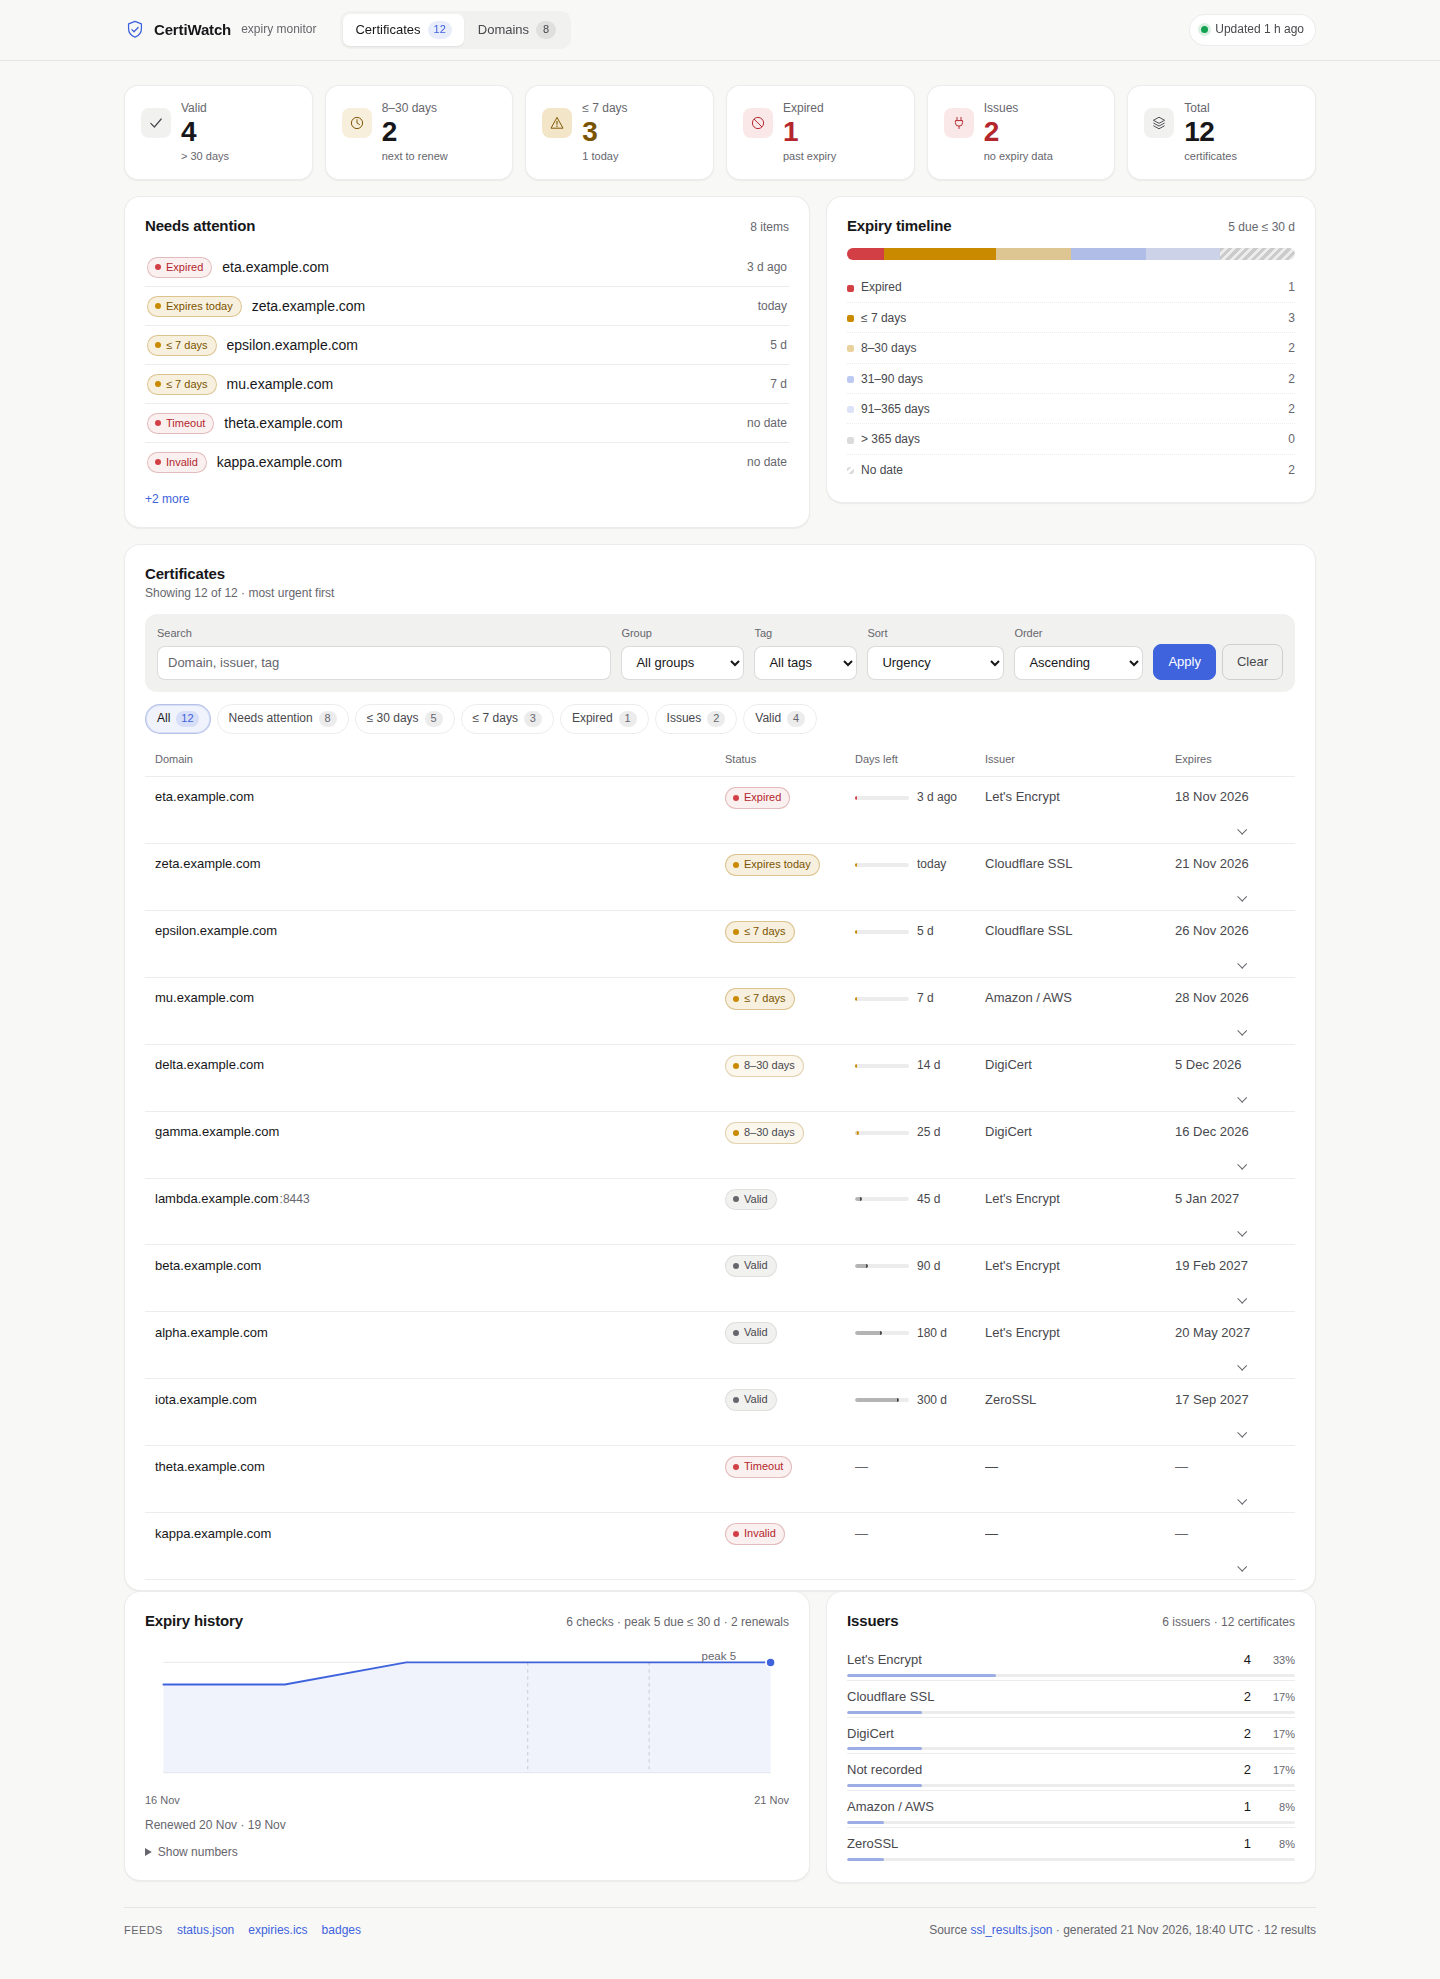 CertiWatch expiry monitor Certificates 12 Domains 8 Updated 1 h ago
Valid
4
> 30 days
8–30 days
2
next to renew
≤ 7 days
3
1 today
Expired
1
past expiry
Issues
2
no expiry data
Total
12
certificates
Needs attention 8 items
Expired eta.example.com 3 d ago
Expires today zeta.example.com today
≤ 7 days epsilon.example.com 5 d
≤ 7 days mu.example.com 7 d
Timeout theta.example.com no date
Invalid kappa.example.com no date
+2 more
Expiry timeline 5 due ≤ 30 d
Expired 1
≤ 7 days 3
8–30 days 2
31–90 days 2
91–365 days 2
> 365 days 0
No date 2
Certificates
Showing 12 of 12 · most urgent first
Search Group Tag Sort Order
Domain, issuer, tag All groups All tags Urgency Ascending Apply Clear
All 12 Needs attention 8 ≤ 30 days 5 ≤ 7 days 3 Expired 1 Issues 2 Valid 4
Domain Status Days left Issuer Expires
eta.example.com Expired 3 d ago Let's Encrypt 18 Nov 2026
zeta.example.com Expires today today Cloudflare SSL 21 Nov 2026
epsilon.example.com ≤ 7 days 5 d Cloudflare SSL 26 Nov 2026
mu.example.com ≤ 7 days 7 d Amazon / AWS 28 Nov 2026
delta.example.com 8–30 days 14 d DigiCert 5 Dec 2026
gamma.example.com 8–30 days 25 d DigiCert 16 Dec 2026
lambda.example.com:8443 Valid 45 d Let's Encrypt 5 Jan 2027
beta.example.com Valid 90 d Let's Encrypt 19 Feb 2027
alpha.example.com Valid 180 d Let's Encrypt 20 May 2027
iota.example.com Valid 300 d ZeroSSL 17 Sep 2027
theta.example.com Timeout — — —
kappa.example.com Invalid — — —
Expiry history 6 checks · peak 5 due ≤ 30 d · 2 renewals
peak 5
16 Nov 21 Nov
Renewed 20 Nov · 19 Nov
Show numbers
Issuers 6 issuers · 12 certificates
Let's Encrypt 4 33%
Cloudflare SSL 2 17%
DigiCert 2 17%
Not recorded 2 17%
Amazon / AWS 1 8%
ZeroSSL 1 8%
FEEDS status.json expiries.ics badges Source ssl_results.json · generated 21 Nov 2026, 18:40 UTC · 12 results